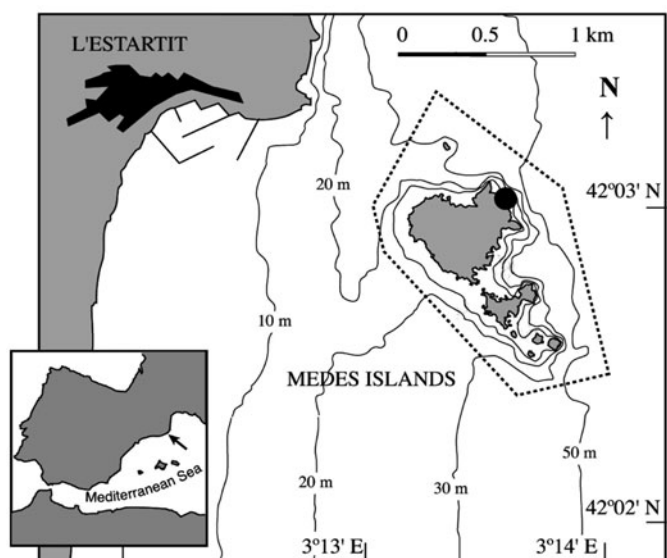 L'ESTARTIT
0 0.5 1 km
N
20 m
42º03' N
10 m
MEDES ISLANDS
50 m
20 m
30 m
Mediterranean Sea
42º02' N
3º13' E
3º14' E